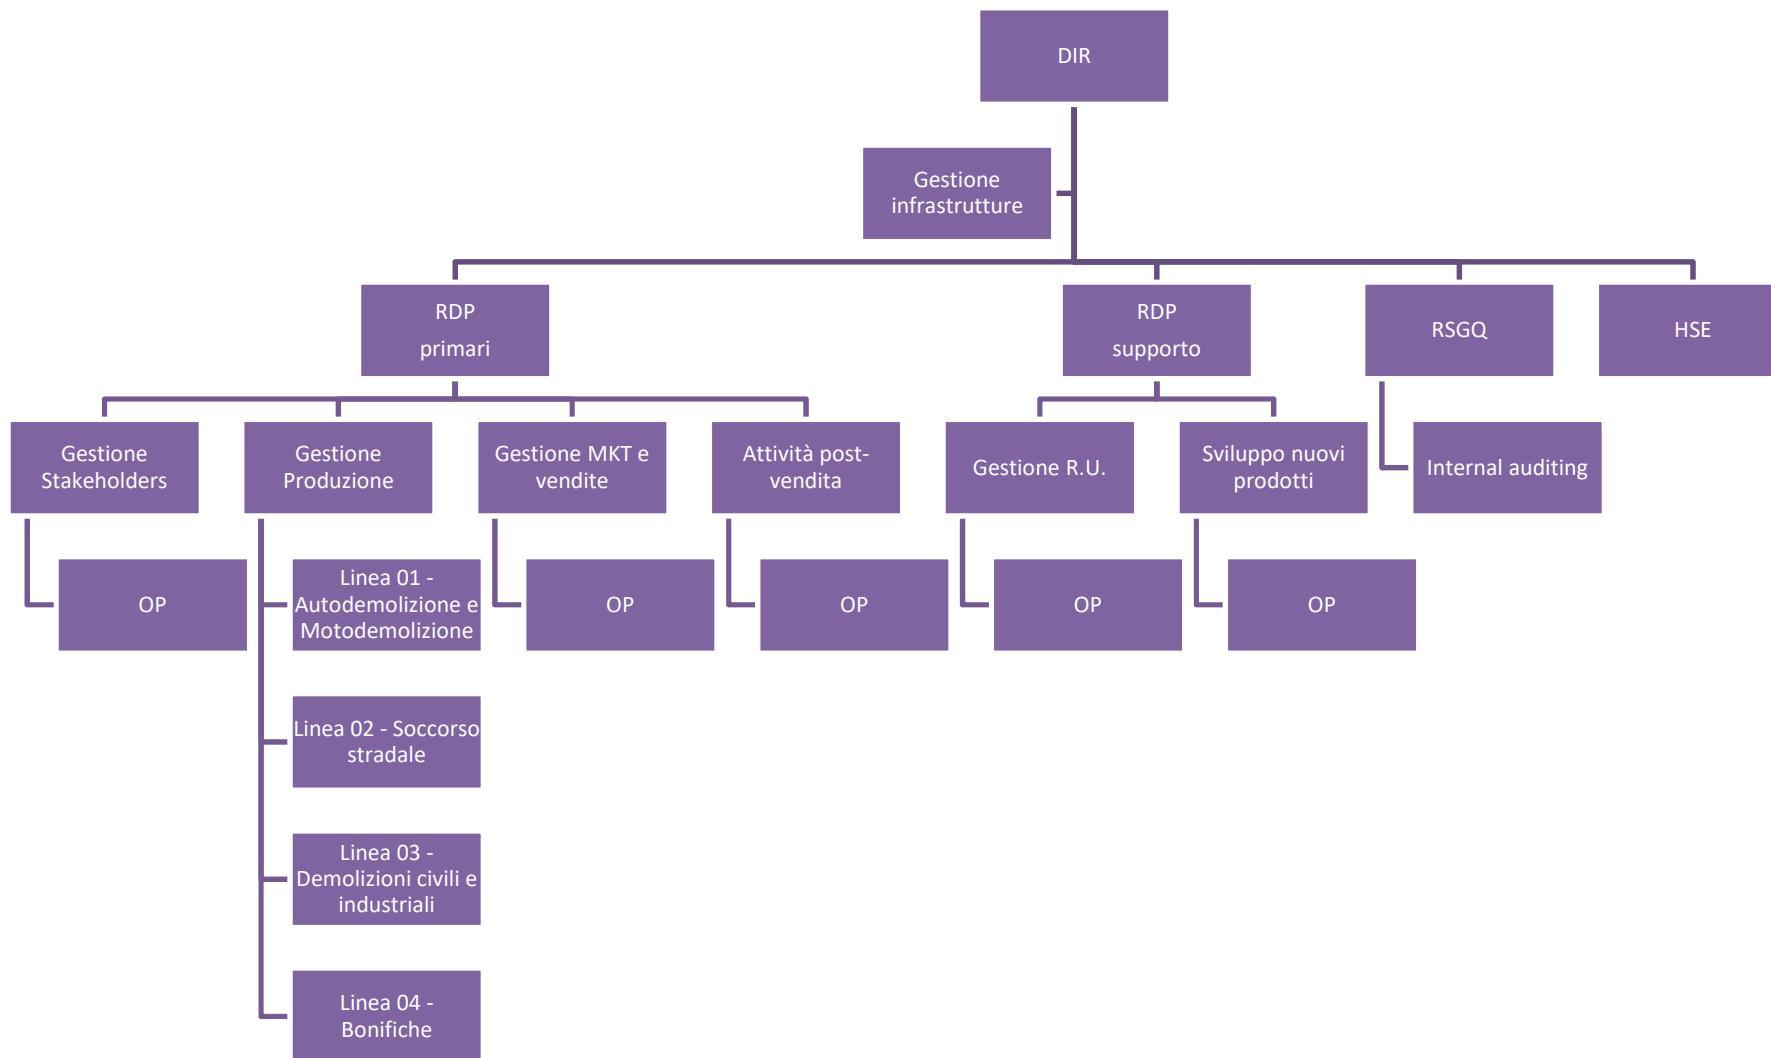 DIR
Gestione
infrastrutture
RDP
primari
RDP
supporto
RSGQ
HSE
Gestione
Stakeholders
Gestione
Produzione
Gestione MKT e
vendite
Attività post-
vendita
Gestione R.U.
Sviluppo nuovi
prodotti
Internal auditing
OP
Linea 01 -
Autodemolizione e
Motodemolizione
OP
OP
OP
OP
Linea 02 - Soccorso
stradale
Linea 03 -
Demolizioni civili e
industriali
Linea 04 -
Bonifiche